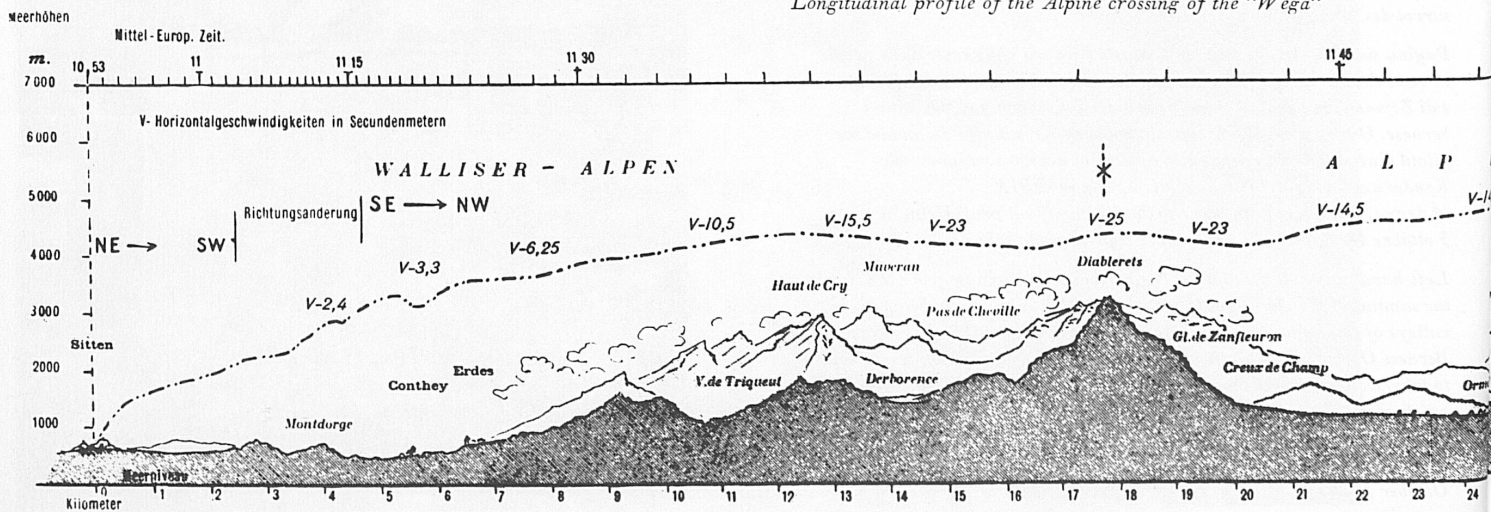 Longitudinal profile of the Alpine crossing of the "Wega"
Meerhöhen
Mittel-Europ. Zeit.
m. 10,53 11 11 15 11 30 11 45
7000
V- Horizontalgeschwindigkeiten in Secundenmetern
6000
WALLISER - ALPEN A L P
5000
Richtungsanderung SE → NW
NE → SW
V-10,5 V-15,5 V-23 V-25 V-23 V-14,5
V-6,25
4000
V-3,3
Muveran Diablerets
V-2,4
Haut de Cry
3000
Pas de Cheville
Sitten
Gl. de Zanfleuron
2000
Erdes
Conthey V. de Triqueut Derborence Creux de Champ
1000
Montdorge
Meerniveau
0 1 2 3 4 5 6 7 8 9 10 11 12 13 14 15 16 17 18 19 20 21 22 23 24
Kilometer